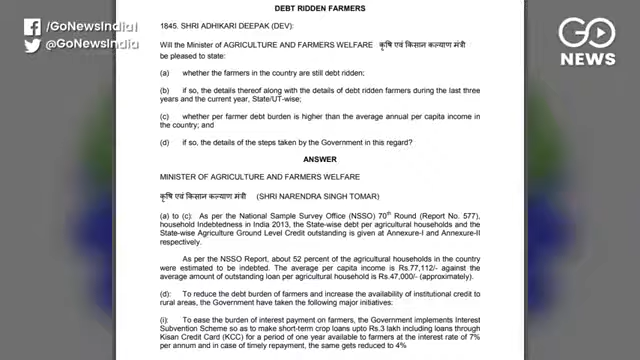 /GoNewsIndia1
@GoNewsIndia1
GO
NEWS
DEBT RIDDEN FARMERS
1845. SHRI ADHIKARI DEEPAK (DEV):
Will the Minister of AGRICULTURE AND FARMERS WELFARE कृषि एवं किसान कल्याण मंत्री
be pleased to state:
(a) whether the farmers in the country are still debt ridden;
(b) if so, the details thereof along with the details of debt ridden farmers during the last three
years and the current year, State/UT-wise;
(c) whether per farmer debt burden is higher than the average annual per capita income in
the country; and
(d) if so, the details of the steps taken by the Government in this regard?
ANSWER
MINISTER OF AGRICULTURE AND FARMERS WELFARE
कृषि एवं किसान कल्याण मंत्री (SHRI NARENDRA SINGH TOMAR)
(a) to (c): As per the National Sample Survey Office (NSSO) 70th Round (Report No. 577),
household Indebtedness in India 2013, the State-wise debt per agricultural households and the
State-wise Agriculture Ground Level Credit outstanding is given at Annexure-I and Annexure-II
respectively.
As per the NSSO Report, about 52 percent of the agricultural households in the country
were estimated to be indebted. The average per capita income is Rs.77,112/- against the
average amount of outstanding loan per agricultural household is Rs.47,000/- (approximately).
(d): To reduce the debt burden of farmers and increase the availability of institutional credit to
rural areas, the Government have taken the following major initiatives:
(i): To ease the burden of interest payment on farmers, the Government implements Interest
Subvention Scheme so as to make short-term crop loans upto Rs.3 lakh including loans through
Kisan Credit Card (KCC) for a period of one year available to farmers at the interest rate of 7%
per annum and in case of timely repayment, the same gets reduced to 4%